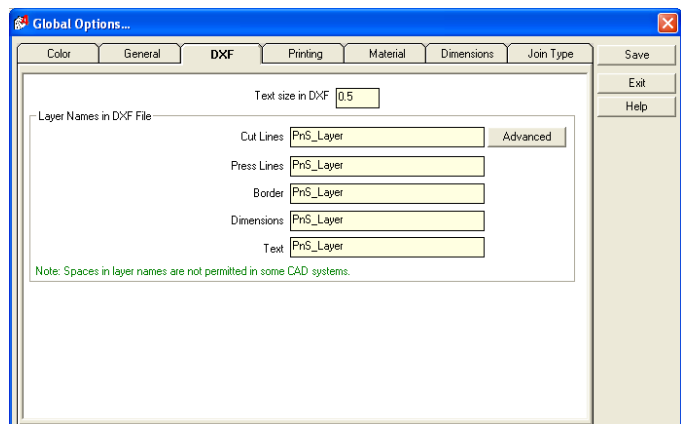 Global Options...
Color General DXF Printing Material Dimensions Join Type Save
Exit
Help
Text size in DXF 0.5
Layer Names in DXF File
Cut Lines PnS_Layer Advanced
Press Lines PnS_Layer
Border PnS_Layer
Dimensions PnS_Layer
Text PnS_Layer
Note: Spaces in layer names are not permitted in some CAD systems.